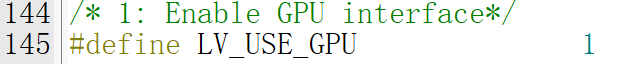 144 /* 1: Enable GPU interface*/
145 #define LV_USE_GPU 1